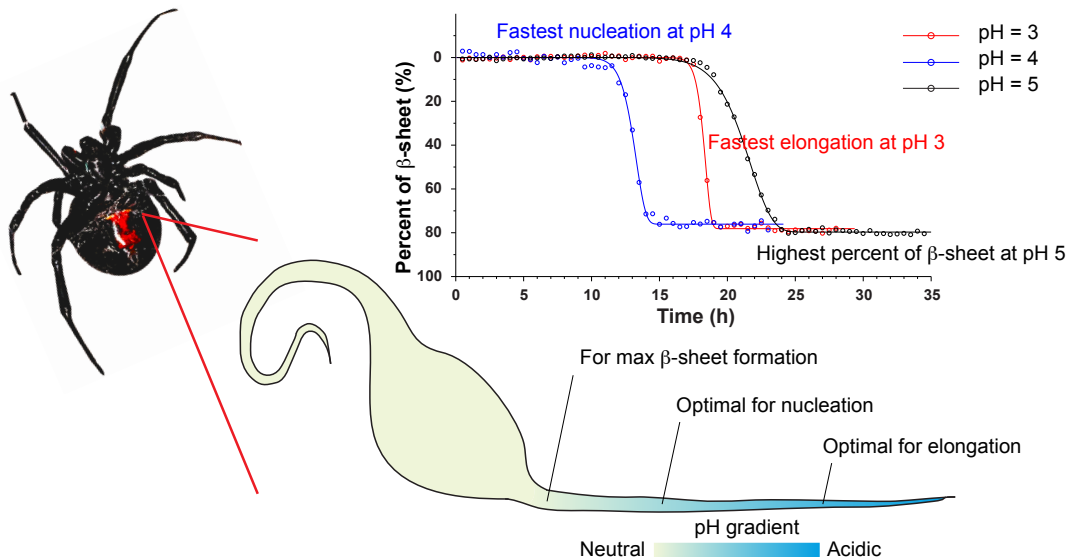 Fastest nucleation at pH 4
pH = 3
pH = 4
pH = 5
Percent of β-sheet (%)
0
20
40
60
80
100
Fastest elongation at pH 3
Highest percent of β-sheet at pH 5
0 5 10 15 20 25 30 35
Time (h)
For max β-sheet formation
Optimal for nucleation
Optimal for elongation
pH gradient
Neutral Acidic